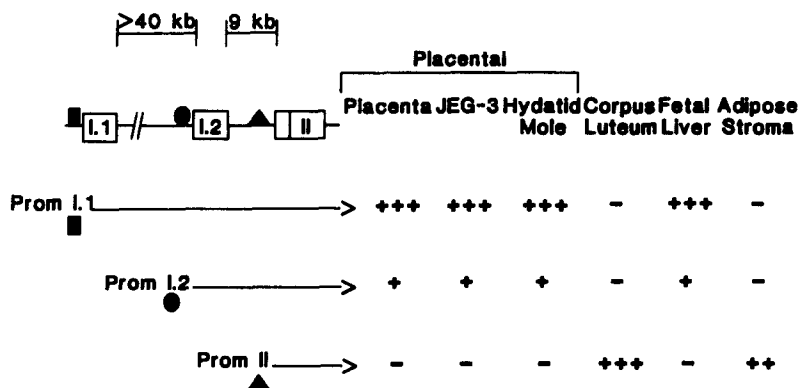 >40 kb 9 kb
Placental
Placenta JEG-3 Hydatid Mole Corpus Luteum Fetal Liver Adipose Stroma
I.1 // I.2 II
Prom I.1 +++ +++ +++ - +++ -
Prom I.2 + + + - + -
Prom II - - - +++ - ++